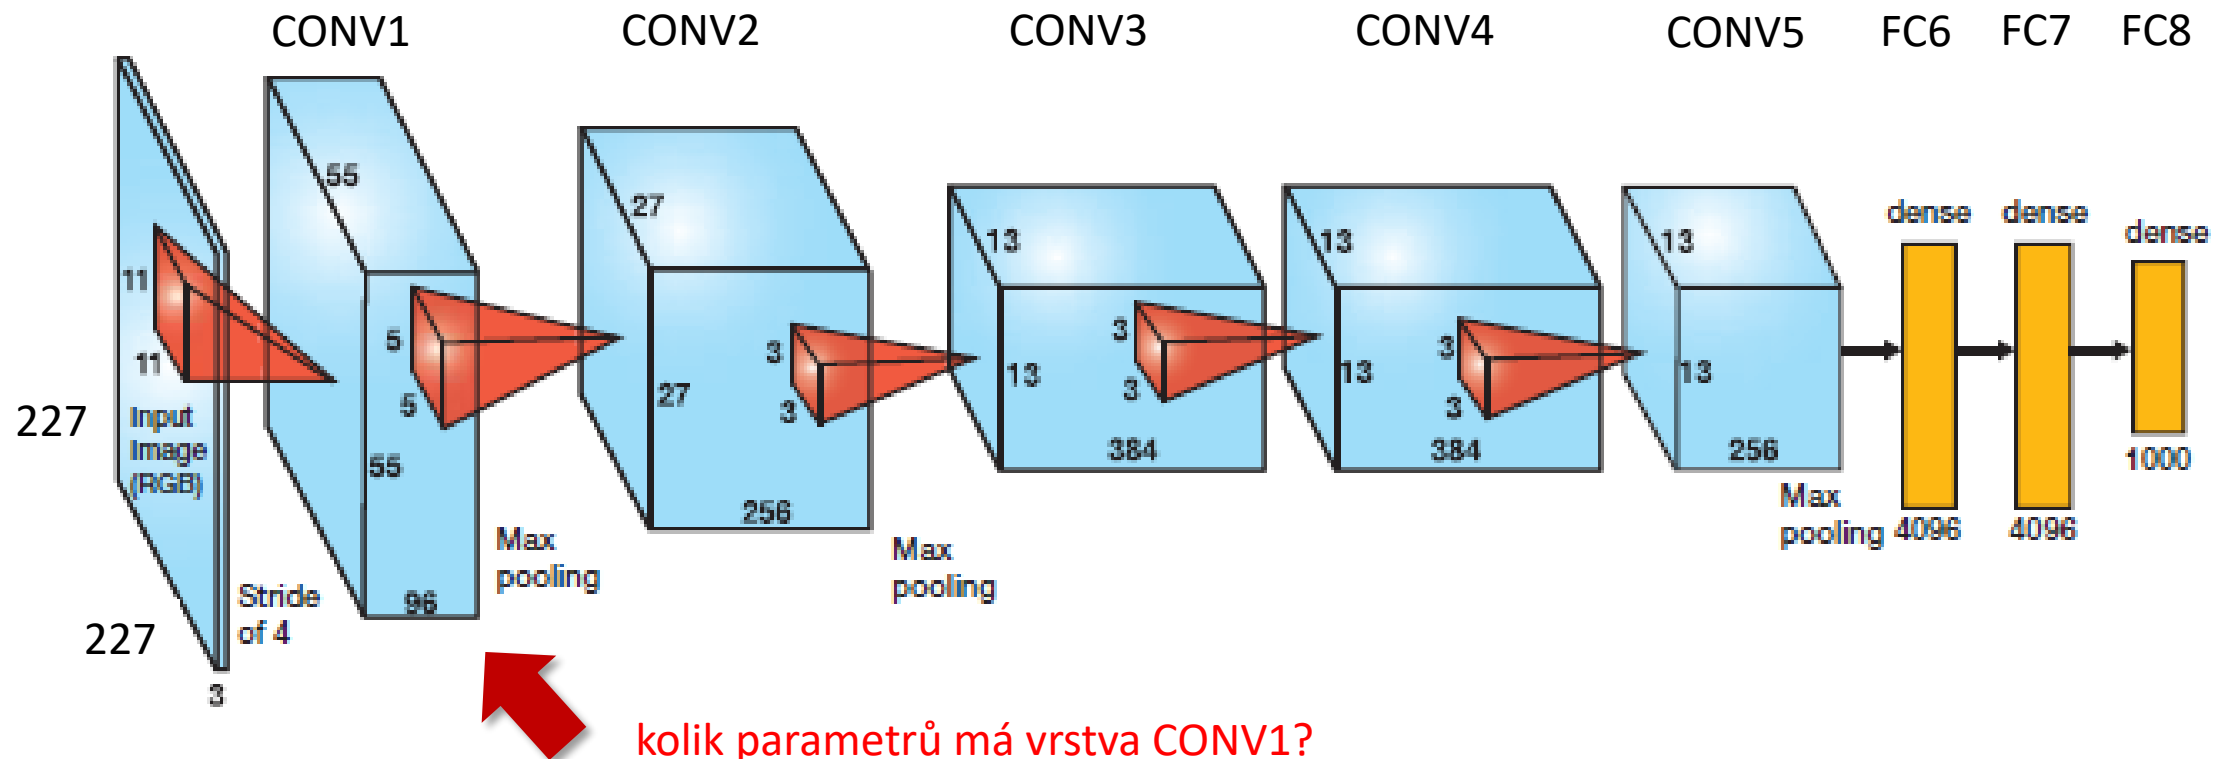 CONV1 CONV2 CONV3 CONV4 CONV5 FC6 FC7 FC8
55
27
13
13
13
dense
dense
dense
11
11
5
5
3
3
3
3
3
3
227
Input
Image
(RGB)
55
27
13
13
13
96
256
384
384
256
1000
Max
pooling
Max
pooling
Max
pooling
4096
4096
Stride
of 4
227
3
kolik parametrů má vrstva CONV1?